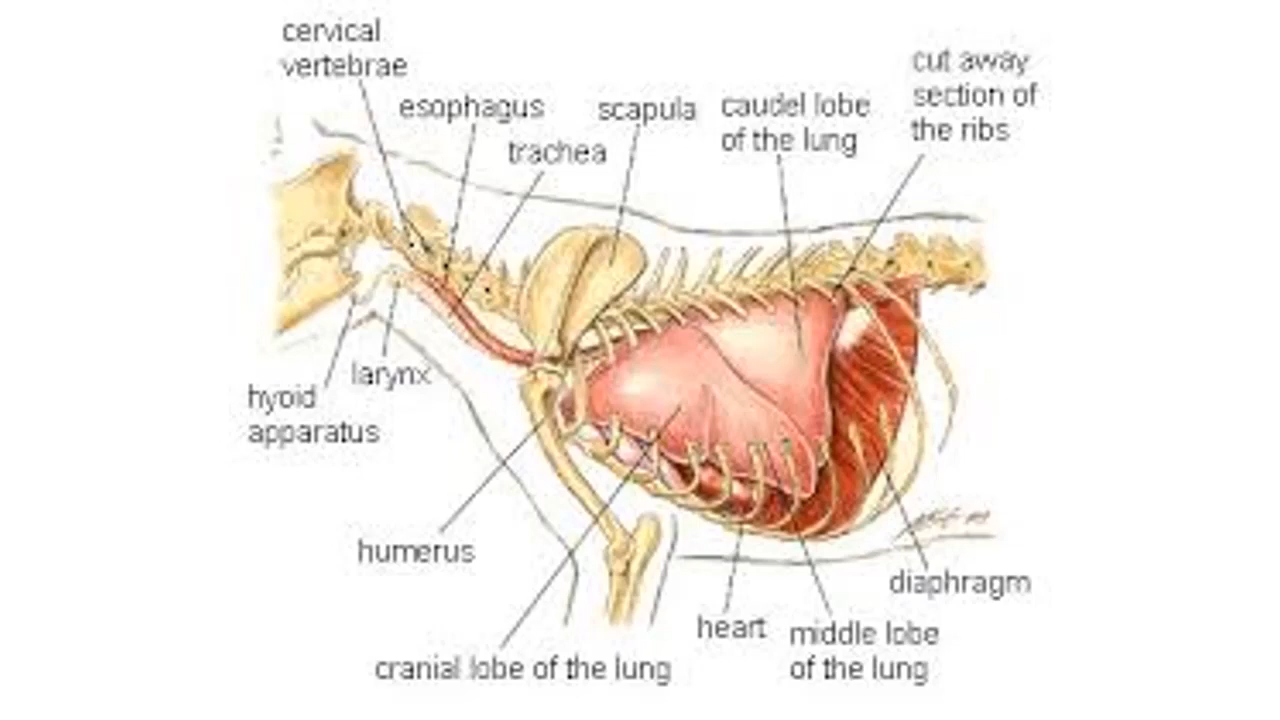 cervical
vertebrae
esophagus
trachea
scapula
caudel lobe
of the lung
cut away
section of
the ribs
larynx
hyoid
apparatus
humerus
cranial lobe of the lung
heart
middle lobe
of the lung
diaphragm